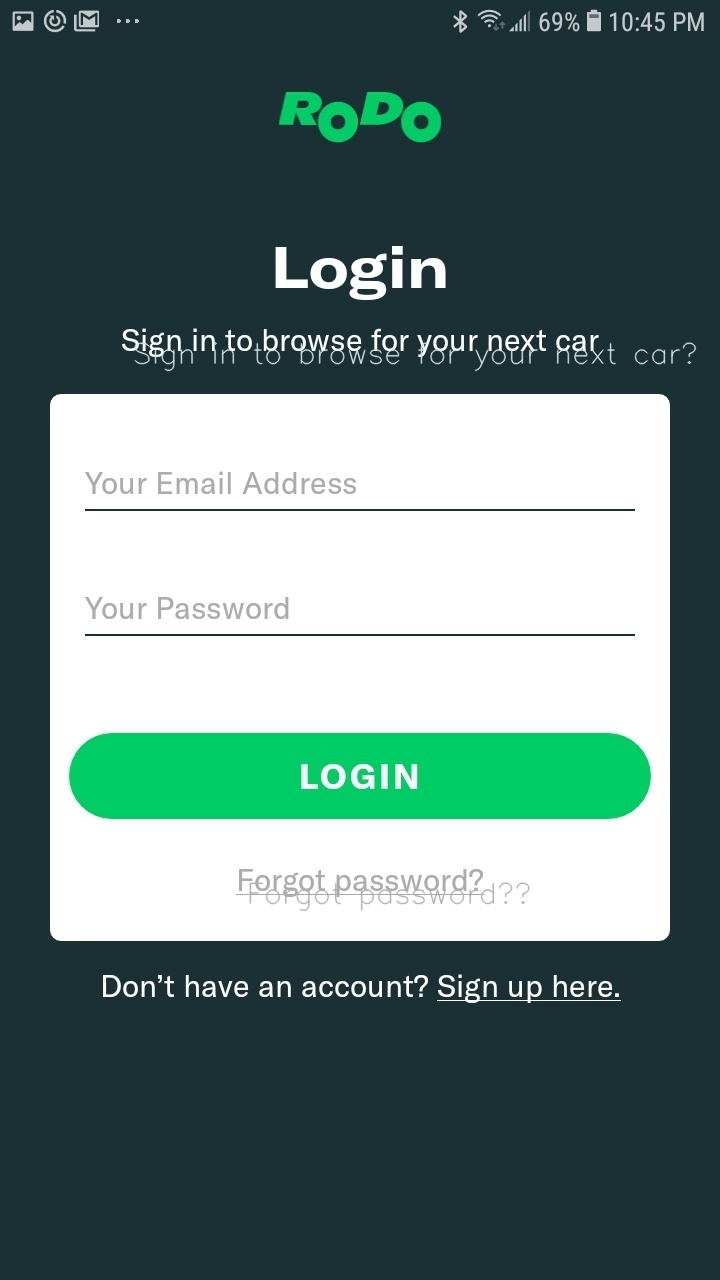 69% 10:45 PM
RODO
Login
Sign in to browse for your next car
Sign in to browse for your next car?
Your Email Address
Your Password
LOGIN
Forgot password?
Forgot password??
Don’t have an account? Sign up here.